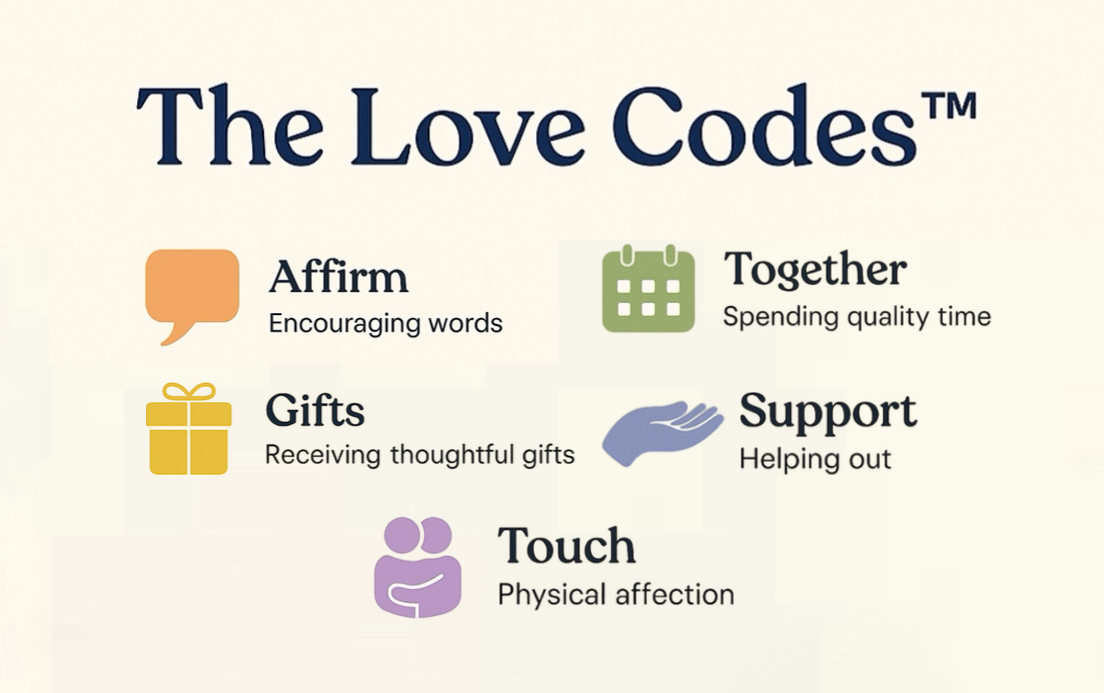 The Love Codes™
Affirm
Encouraging words
Together
Spending quality time
Gifts
Receiving thoughtful gifts
Support
Helping out
Touch
Physical affection